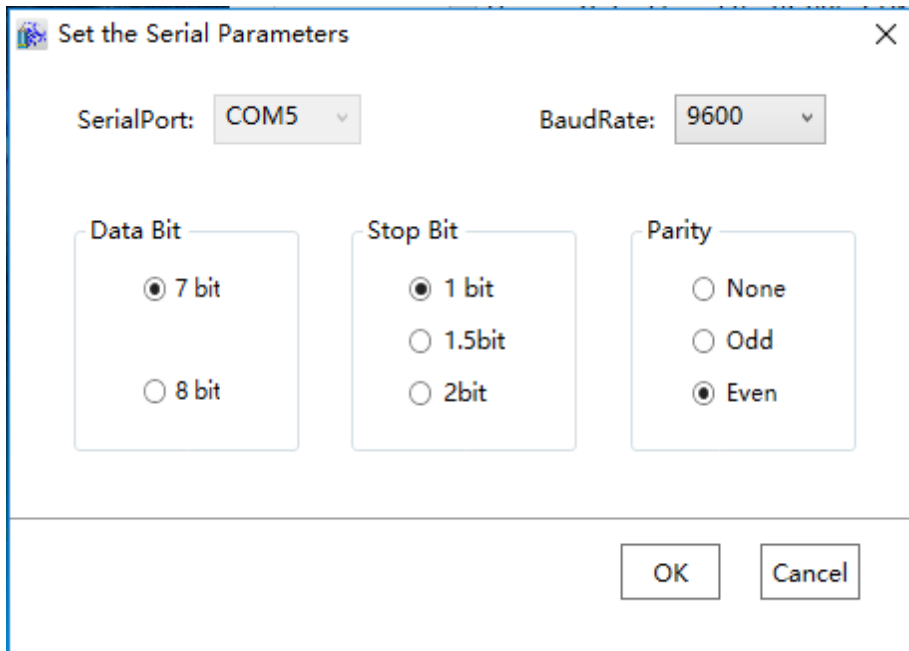 Set the Serial Parameters
SerialPort: COM5 BaudRate: 9600
Data Bit Stop Bit Parity
7 bit 1 bit None
1.5bit Odd
8 bit 2bit Even
OK Cancel